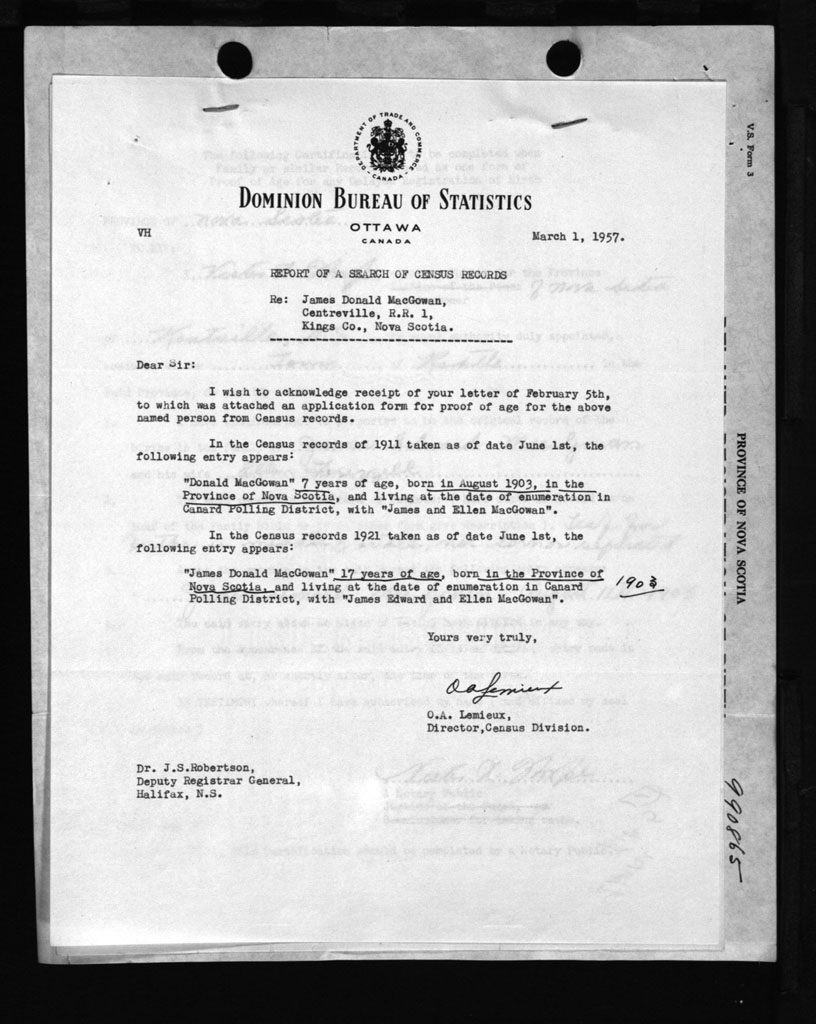 DEPARTMENT OF TRADE AND COMMERCE
CANADA
DOMINION BUREAU OF STATISTICS
OTTAWA
CANADA
VH
March 1, 1957.
REPORT OF A SEARCH OF CENSUS RECORDS
Re: James Donald MacGowan,
Centreville, R.R. 1,
Kings Co., Nova Scotia.
Dear Sir:
I wish to acknowledge receipt of your letter of February 5th,
to which was attached an application form for proof of age for the above
named person from Census records.
In the Census records of 1911 taken as of date June 1st, the
following entry appears:
"Donald MacGowan" 7 years of age, born in August 1903, in the
Province of Nova Scotia, and living at the date of enumeration in
Canard Polling District, with "James and Ellen MacGowan".
In the Census records 1921 taken as of date June 1st, the
following entry appears:
"James Donald MacGowan" 17 years of age, born in the Province of
Nova Scotia, and living at the date of enumeration in Canard
Polling District, with "James Edward and Ellen MacGowan".
1903
Yours very truly,
O.A. Lemieux
O.A. Lemieux,
Director,Census Division.
Dr. J.S.Robertson,
Deputy Registrar General,
Halifax, N.S.
V.S. Form 3
PROVINCE OF NOVA SCOTIA
990865